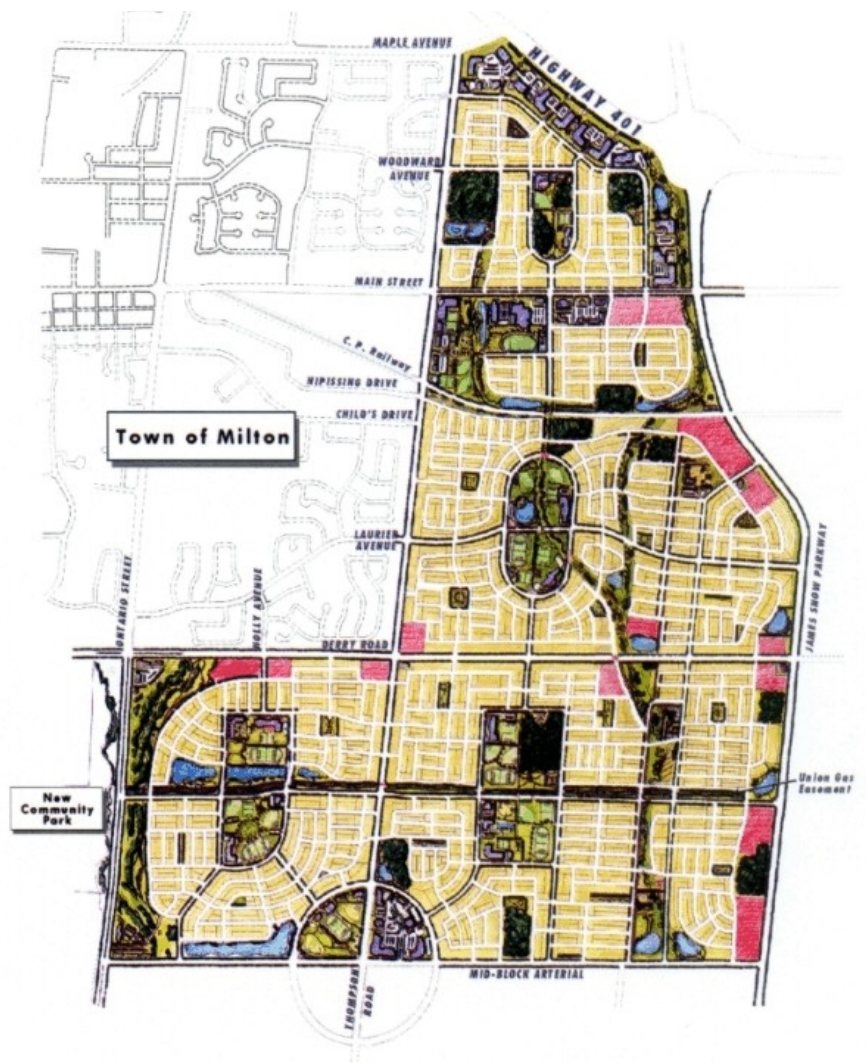 MAPLE AVENUE
HIGHWAY 401
WOODWARD
AVENUE
MAIN STREET
C. P. Railway
NIPISSING DRIVE
CHILD'S DRIVE
Town of Milton
LAURIER
AVENUE
ONTARIO STREET
HOLLY AVENUE
DERRY ROAD
JAMES SNOW PARKWAY
Union Gas
Easement
New
Community
Park
MID-BLOCK ARTERIAL
THOMPSON
ROAD